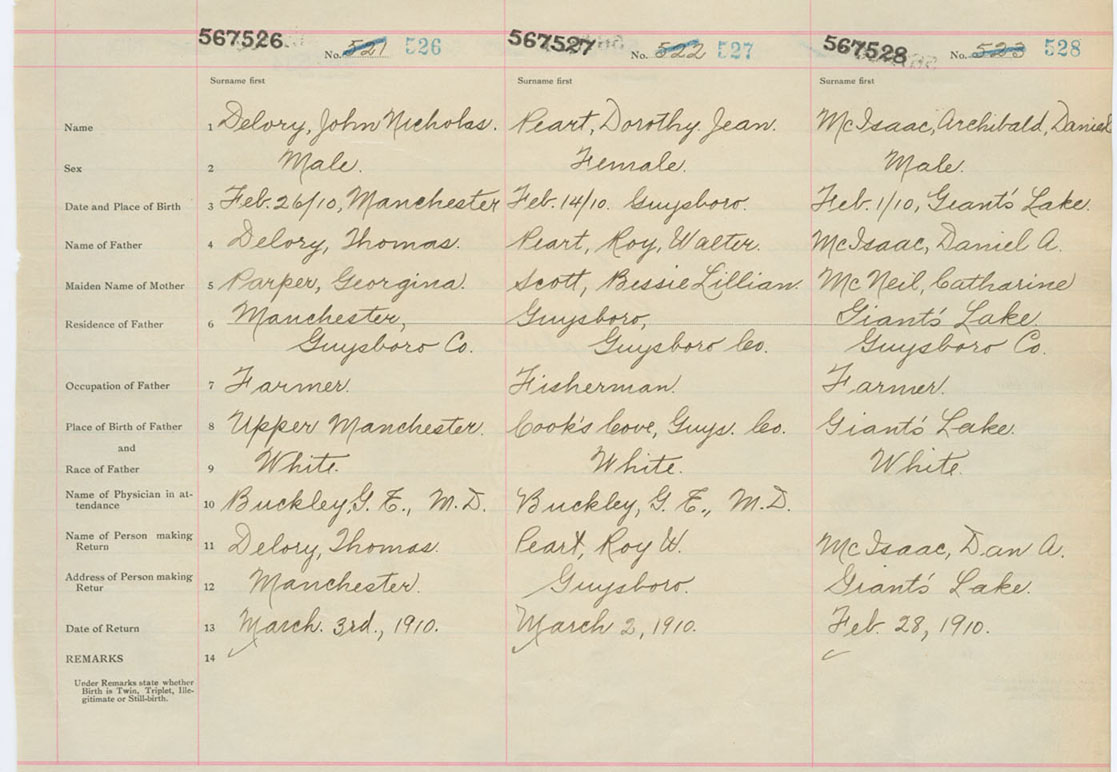 567526 No. 521 526 567527 No. 522 527 567528 No. 523 528
Surname first Surname first Surname first
Name 1 Delory, John Nicholas. Peart, Dorothy Jean. McIsaac, Archibald, Daniel
Sex 2 Male. Female. Male.
Date and Place of Birth 3 Feb. 26/10, Manchester Feb. 14/10. Guysboro. Feb. 1/10, Giant's Lake.
Name of Father 4 Delory, Thomas. Peart, Roy, Walter. McIsaac, Daniel A.
Maiden Name of Mother 5 Parper, Georgina. Scott, Bessie Lillian. McNeil, Catharine
Residence of Father 6 Manchester, Guysboro, Giant's Lake.
Guysboro Co. Guysboro Co. Guysboro Co.
Occupation of Father 7 Farmer. Fisherman. Farmer.
Place of Birth of Father 8 Upper Manchester. Cook's Cove, Guys. Co. Giant's Lake.
and
Race of Father 9 White. White. White.
Name of Physician in at-
tendance 10 Buckley, G. E., M.D. Buckley, G. E., M.D.
Name of Person making
Return 11 Delory, Thomas. Peart, Roy W. McIsaac, Dan A.
Address of Person making
Retur 12 Manchester. Guysboro. Giant's Lake.
Date of Return 13 March. 3rd., 1910. March 2, 1910. Feb. 28, 1910.
REMARKS 14
Under Remarks state whether
Birth is Twin, Triplet, Ille-
gitimate or Still-birth.